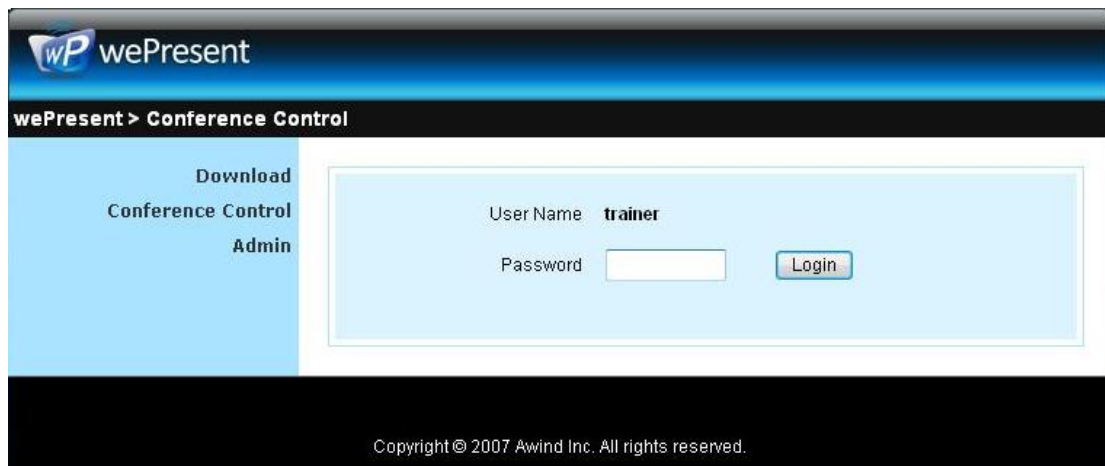 wP wePresent
wePresent > Conference Control
Download
Conference Control
Admin
User Name trainer
Password Login
Copyright © 2007 Awind Inc. All rights reserved.